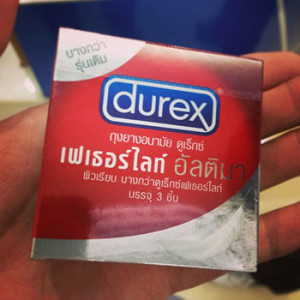 บางกว่า
รุ่นเดิม
durex
ถุงยางอนามัย ดูเร็กซ์
เฟเธอร์ไลท์ อัลติมา
ผิวเรียบ บางกว่าดูเร็กซ์เฟเธอร์ไลท์
บรรจุ 3 ชิ้น